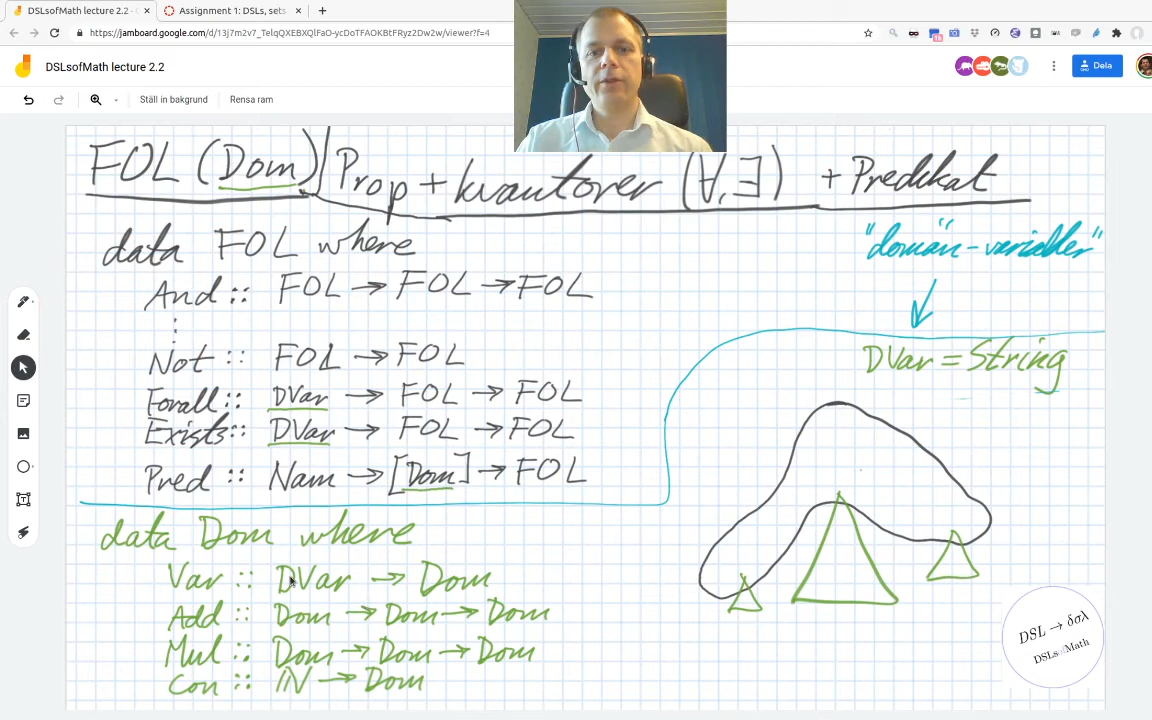 DSLsofMath lecture 2.2 -
Assignment 1: DSLs, sets
https://jamboard.google.com/d/13j7m2v7_TelqQXEBXQlFaO-ycDoTFAOKBtFRyz2Dw2w/viewer?f=4
DSLsofMath lecture 2.2
Dela
Ställ in bakgrund
Rensa ram
FOL (Dom) Prop + kvantorer (∀,∃) + Predikat
"domän-variabler"
data FOL where
And :: FOL → FOL → FOL
⋮
DVar = String
Not :: FOL → FOL
Forall :: DVar → FOL → FOL
Exists :: DVar → FOL → FOL
Pred :: Nam → [Dom] → FOL
data Dom where
Var :: DVar → Dom
Add :: Dom → Dom → Dom
Mul :: Dom → Dom → Dom
Con :: ℕ → Dom
DSL → δσλ
DSLsofMath